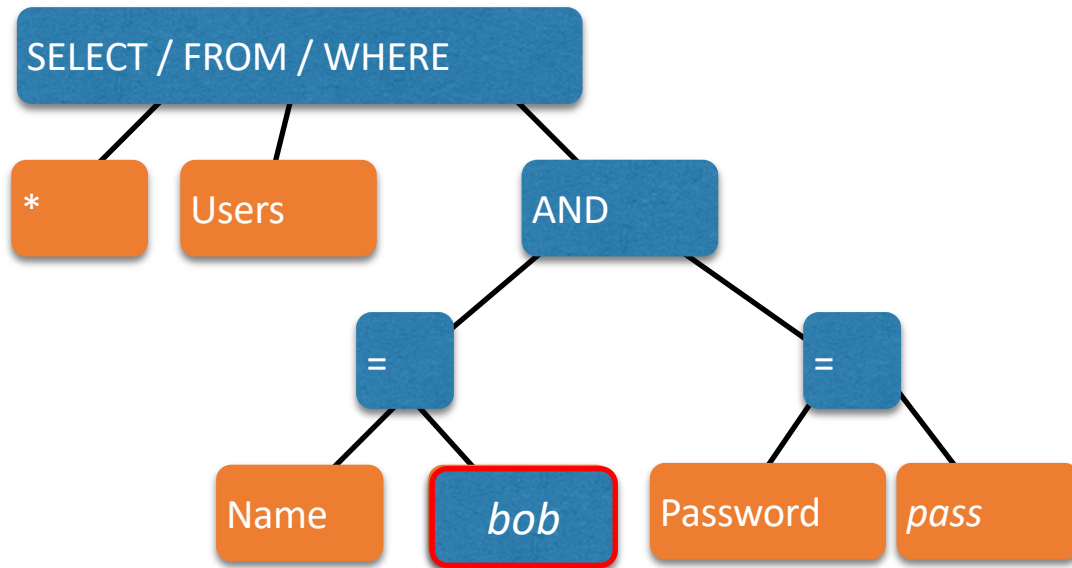 SELECT / FROM / WHERE
*
Users
AND
=
=
Name
bob
Password
pass